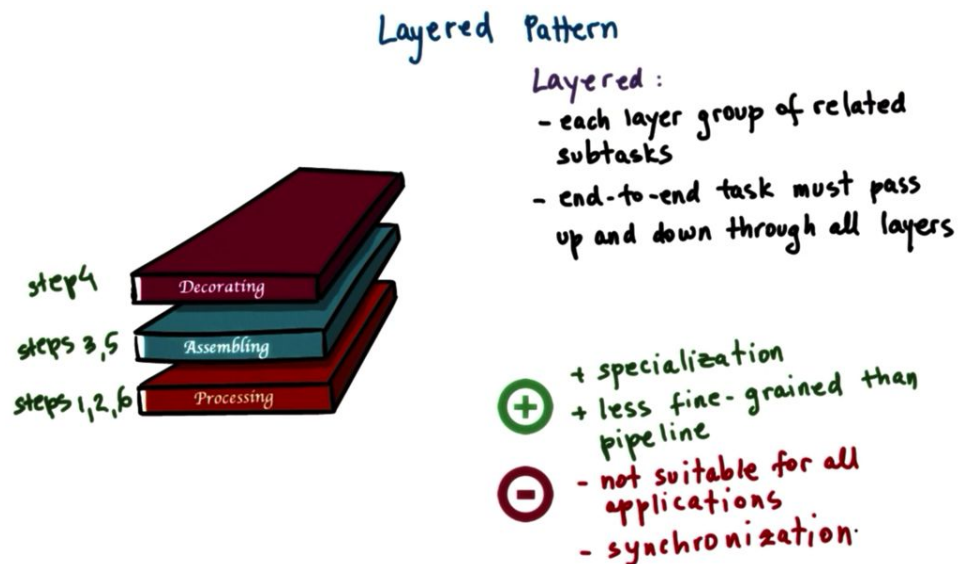 Layered Pattern
Layered :
- each layer group of related
subtasks
- end-to-end task must pass
up and down through all layers
step4
Decorating
steps 3,5
Assembling
steps 1,2,6
Processing
+ specialization
+ less fine-grained than
pipeline
- not suitable for all
applications
- synchronization.